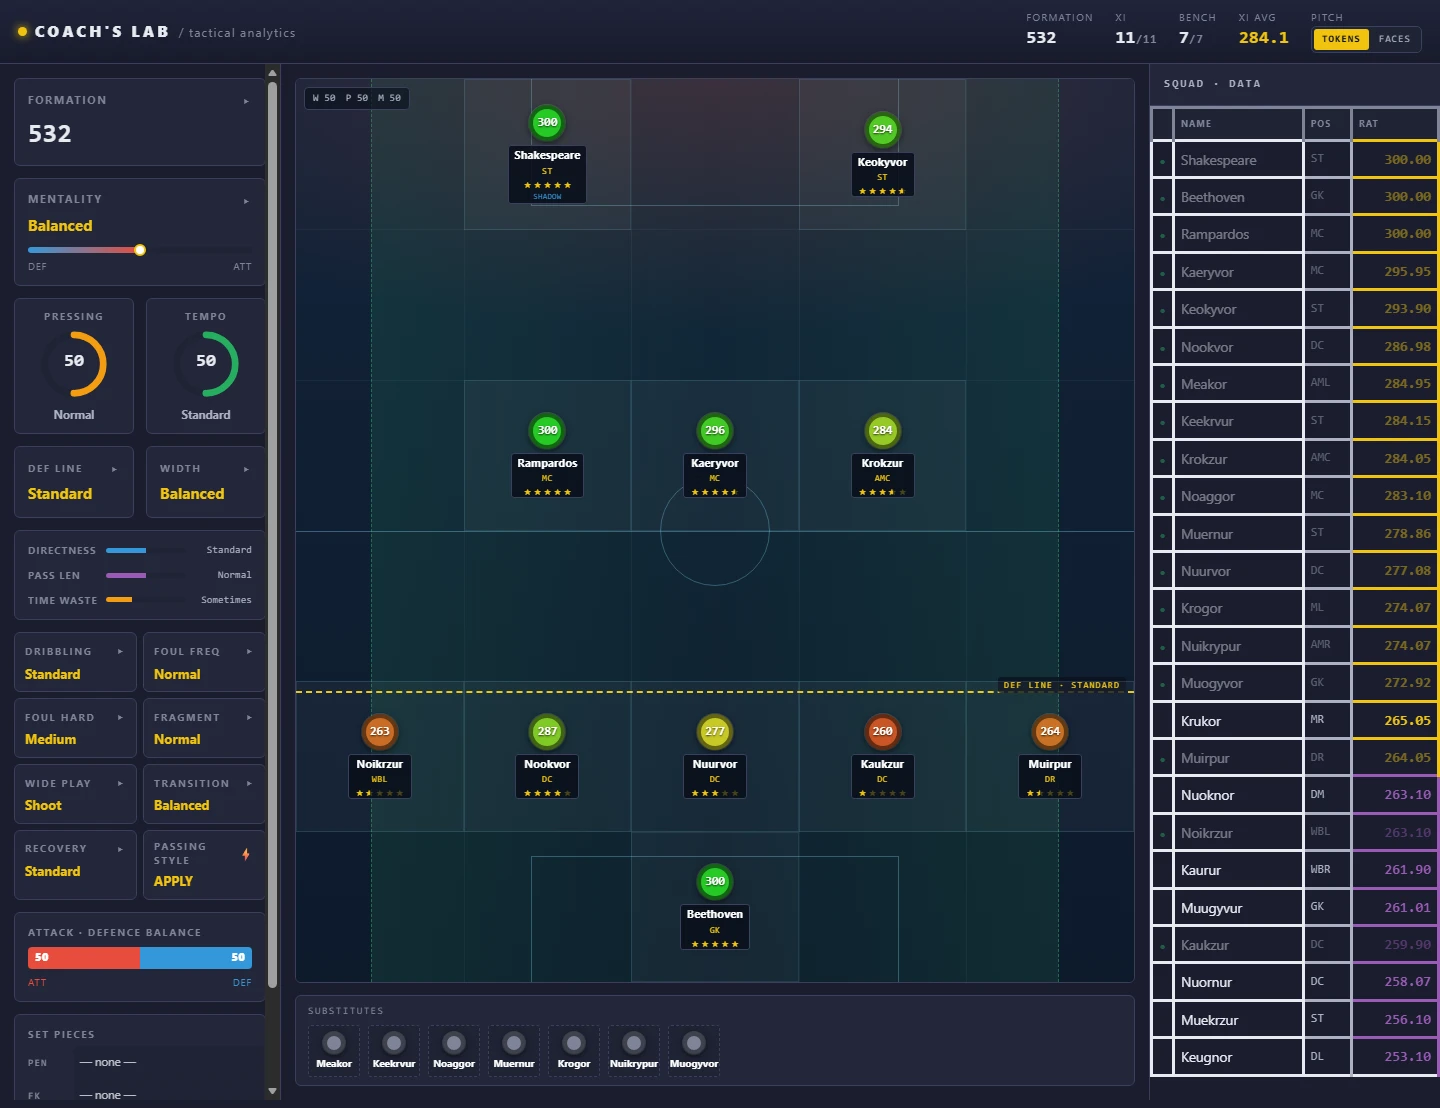 COACH'S LAB / tactical analytics
FORMATION
532
XI
11/11
BENCH
7/7
XI AVG
284.1
PITCH
TOKENS FACES
FORMATION ▸
532
MENTALITY ▸
Balanced
DEF ATT
PRESSING
50
Normal
TEMPO
50
Standard
DEF LINE ▸
Standard
WIDTH ▸
Balanced
DIRECTNESS Standard
PASS LEN Normal
TIME WASTE Sometimes
DRIBBLING ▸
Standard
FOUL FREQ ▸
Normal
FOUL HARD ▸
Medium
FRAGMENT ▸
Normal
WIDE PLAY ▸
Shoot
TRANSITION ▸
Balanced
RECOVERY ▸
Standard
PASSING
STYLE
APPLY
ATTACK · DEFENCE BALANCE
50 50
ATT DEF
SET PIECES
PEN — none —
FK — none —
W 50 P 50 M 50
300
Shakespeare
ST
★★★★★
SHADOW
294
Keokyvor
ST
300
Rampardos
MC
★★★★★
296
Kaeryvor
MC
284
Krokzur
AMC
DEF LINE · STANDARD
263
Noikrzur
WBL
287
Nookvor
DC
277
Nuurvor
DC
260
Kaukzur
DC
264
Muirpur
DR
300
Beethoven
GK
★★★★★
SUBSTITUTES
Meakor
Keekrvur
Noaggor
Muernur
Krogor
Nuikrypur
Muogyvor
SQUAD · DATA
NAME POS RAT
Shakespeare ST 300.00
Beethoven GK 300.00
Rampardos MC 300.00
Kaeryvor MC 295.95
Keokyvor ST 293.90
Nookvor DC 286.98
Meakor AML 284.95
Keekrvur ST 284.15
Krokzur AMC 284.05
Noaggor MC 283.10
Muernur ST 278.86
Nuurvor DC 277.08
Krogor ML 274.07
Nuikrypur AMR 274.07
Muogyvor GK 272.92
Krukor MR 265.05
Muirpur DR 264.05
Nuoknor DM 263.10
Noikrzur WBL 263.10
Kaurur WBR 261.90
Muugyvur GK 261.01
Kaukzur DC 259.90
Nuornur DC 258.07
Muekrzur ST 256.10
Keugnor DL 253.10